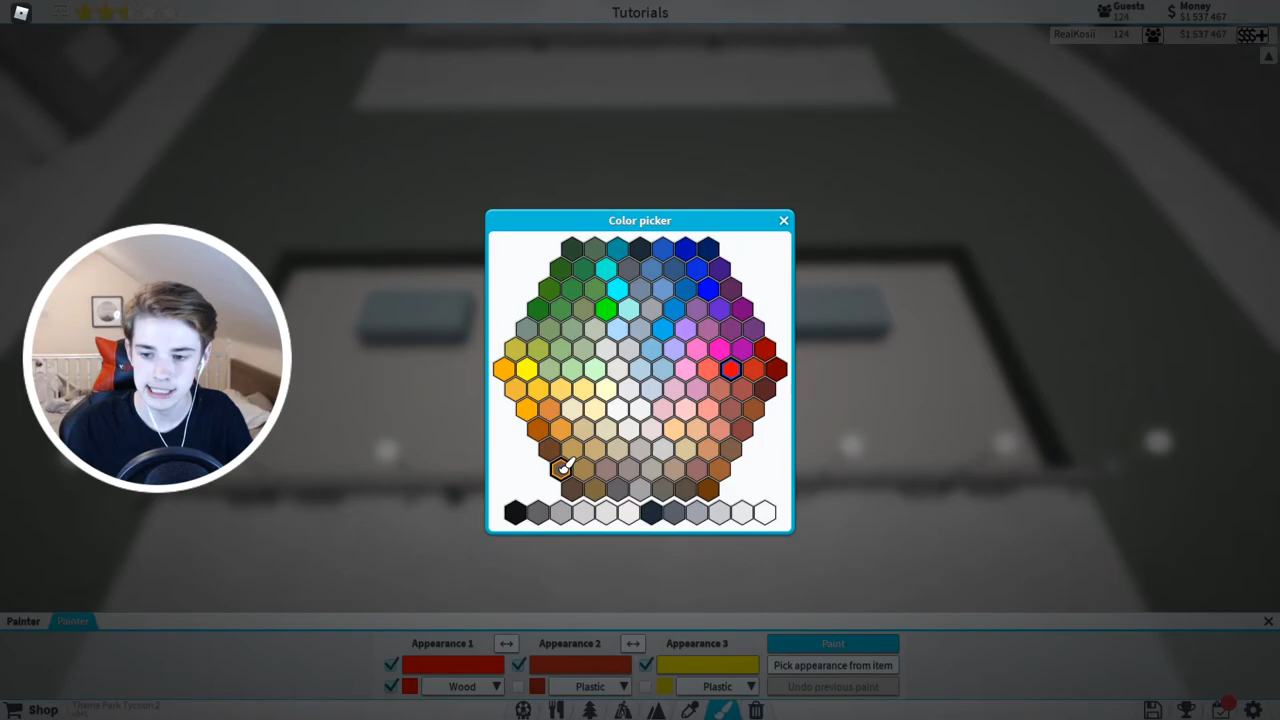 Tutorials
Guests
124
$ Money
$1 537 467
RealKosii 124 $1 537 467 $$$+
Color picker
Painter Painter
Appearance 1 Appearance 2 Appearance 3 Paint
Pick appearance from item
Wood Plastic Plastic Undo previous paint
Shop
Theme Park Tycoon 2